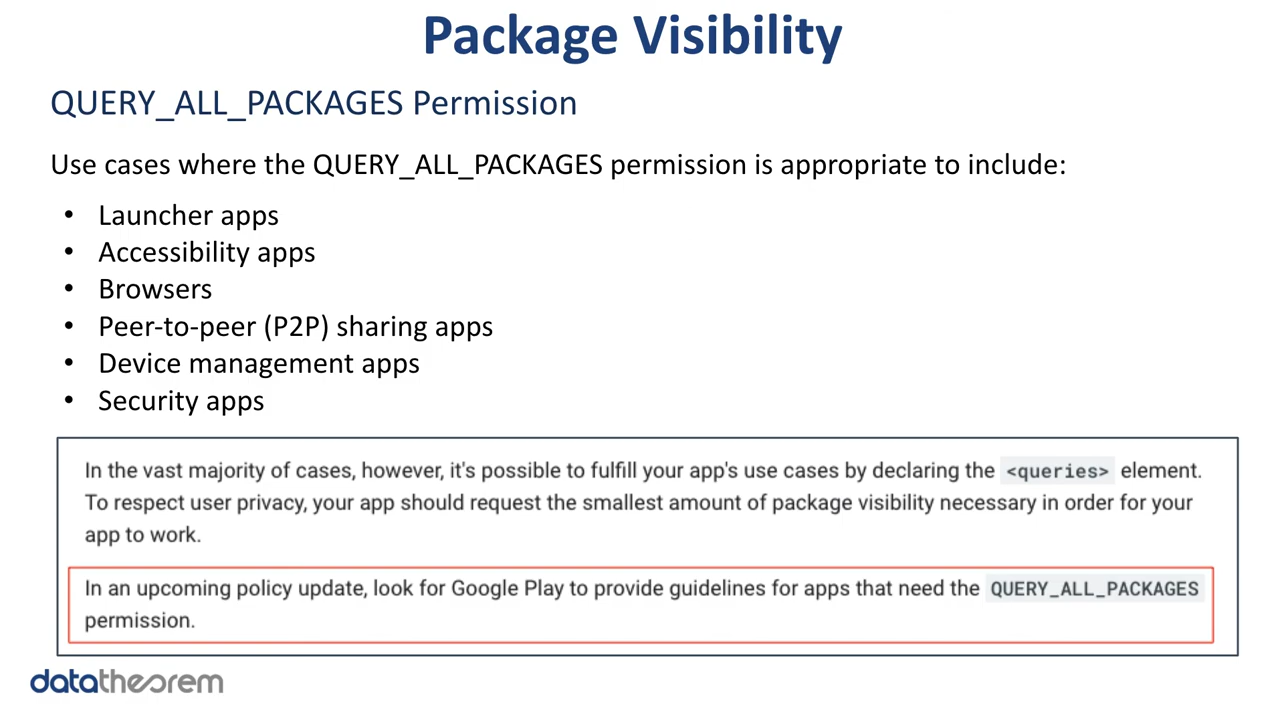 Package Visibility
QUERY_ALL_PACKAGES Permission
Use cases where the QUERY_ALL_PACKAGES permission is appropriate to include:
• Launcher apps
• Accessibility apps
• Browsers
• Peer-to-peer (P2P) sharing apps
• Device management apps
• Security apps
In the vast majority of cases, however, it's possible to fulfill your app's use cases by declaring the <queries> element.
To respect user privacy, your app should request the smallest amount of package visibility necessary in order for your
app to work.
In an upcoming policy update, look for Google Play to provide guidelines for apps that need the QUERY_ALL_PACKAGES
permission.
datatheorem